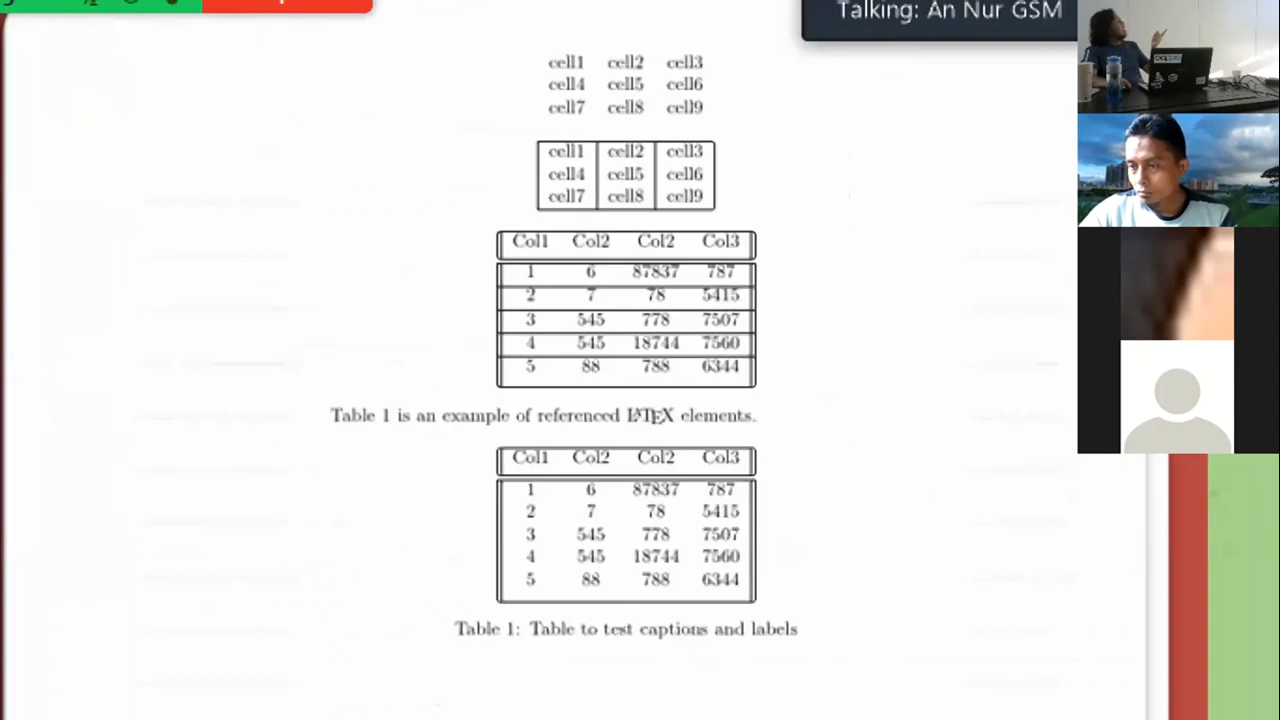 Talking: An Nur GSM
cell1 cell2 cell3
cell4 cell5 cell6
cell7 cell8 cell9
cell1 cell2 cell3
cell4 cell5 cell6
cell7 cell8 cell9
Col1 Col2 Col2 Col3
1 6 87837 787
2 7 78 5415
3 545 778 7507
4 545 18744 7560
5 88 788 6344
Table 1 is an example of referenced LATEX elements.
Col1 Col2 Col2 Col3
1 6 87837 787
2 7 78 5415
3 545 778 7507
4 545 18744 7560
5 88 788 6344
Table 1: Table to test captions and labels